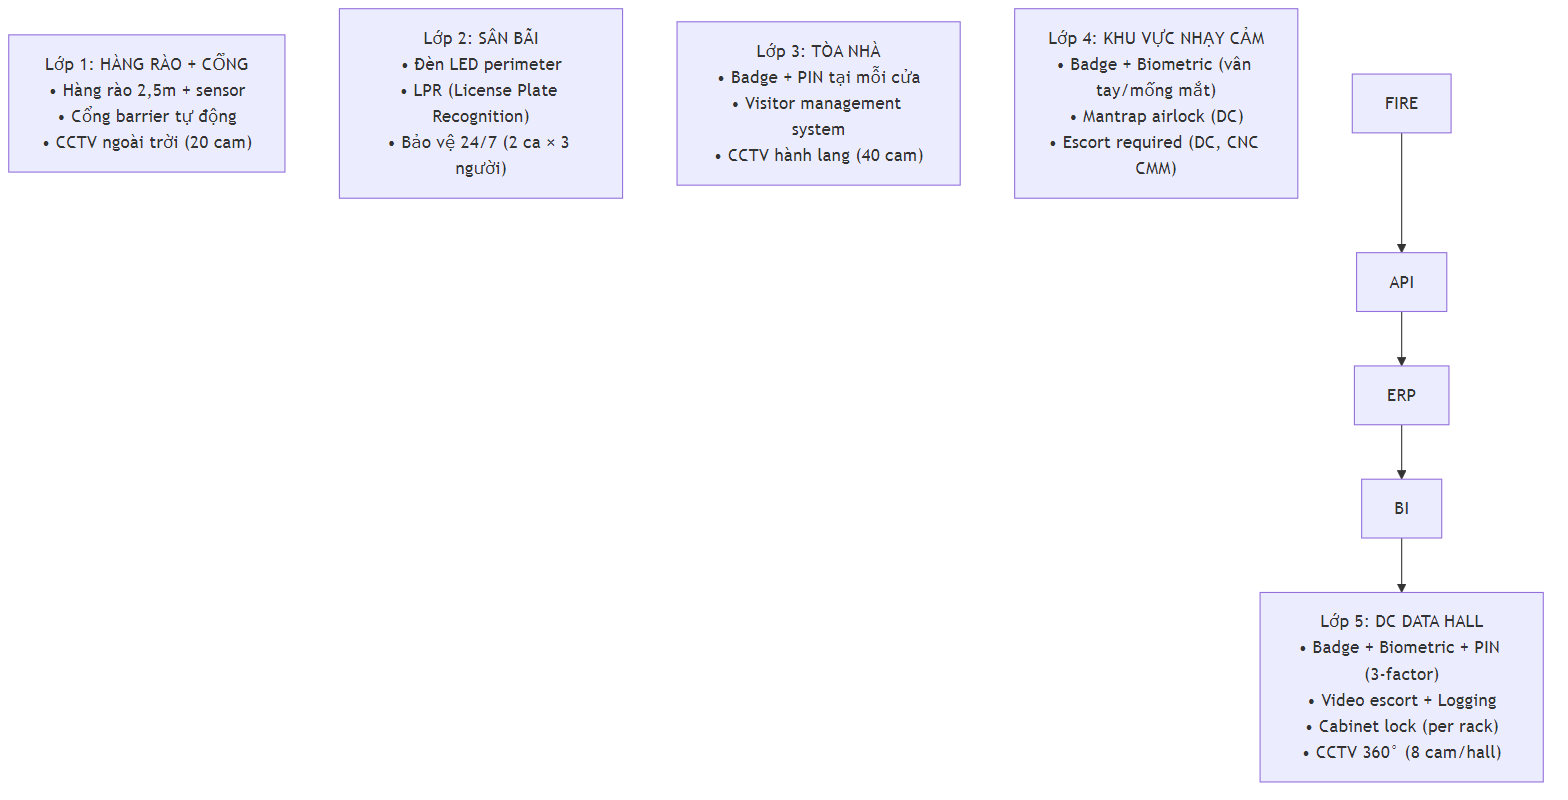 Lớp 1: HÀNG RÀO + CỔNG
• Hàng rào 2,5m + sensor
• Cổng barrier tự động
• CCTV ngoài trời (20 cam)
Lớp 2: SÂN BÃI
• Đèn LED perimeter
• LPR (License Plate
Recognition)
• Bảo vệ 24/7 (2 ca × 3
người)
Lớp 3: TÒA NHÀ
• Badge + PIN tại mỗi cửa
• Visitor management
system
• CCTV hành lang (40 cam)
Lớp 4: KHU VỰC NHẠY CẢM
• Badge + Biometric (vân
tay/mống mắt)
• Mantrap airlock (DC)
• Escort required (DC, CNC
CMM)
FIRE
API
ERP
BI
Lớp 5: DC DATA HALL
• Badge + Biometric + PIN
(3-factor)
• Video escort + Logging
• Cabinet lock (per rack)
• CCTV 360° (8 cam/hall)